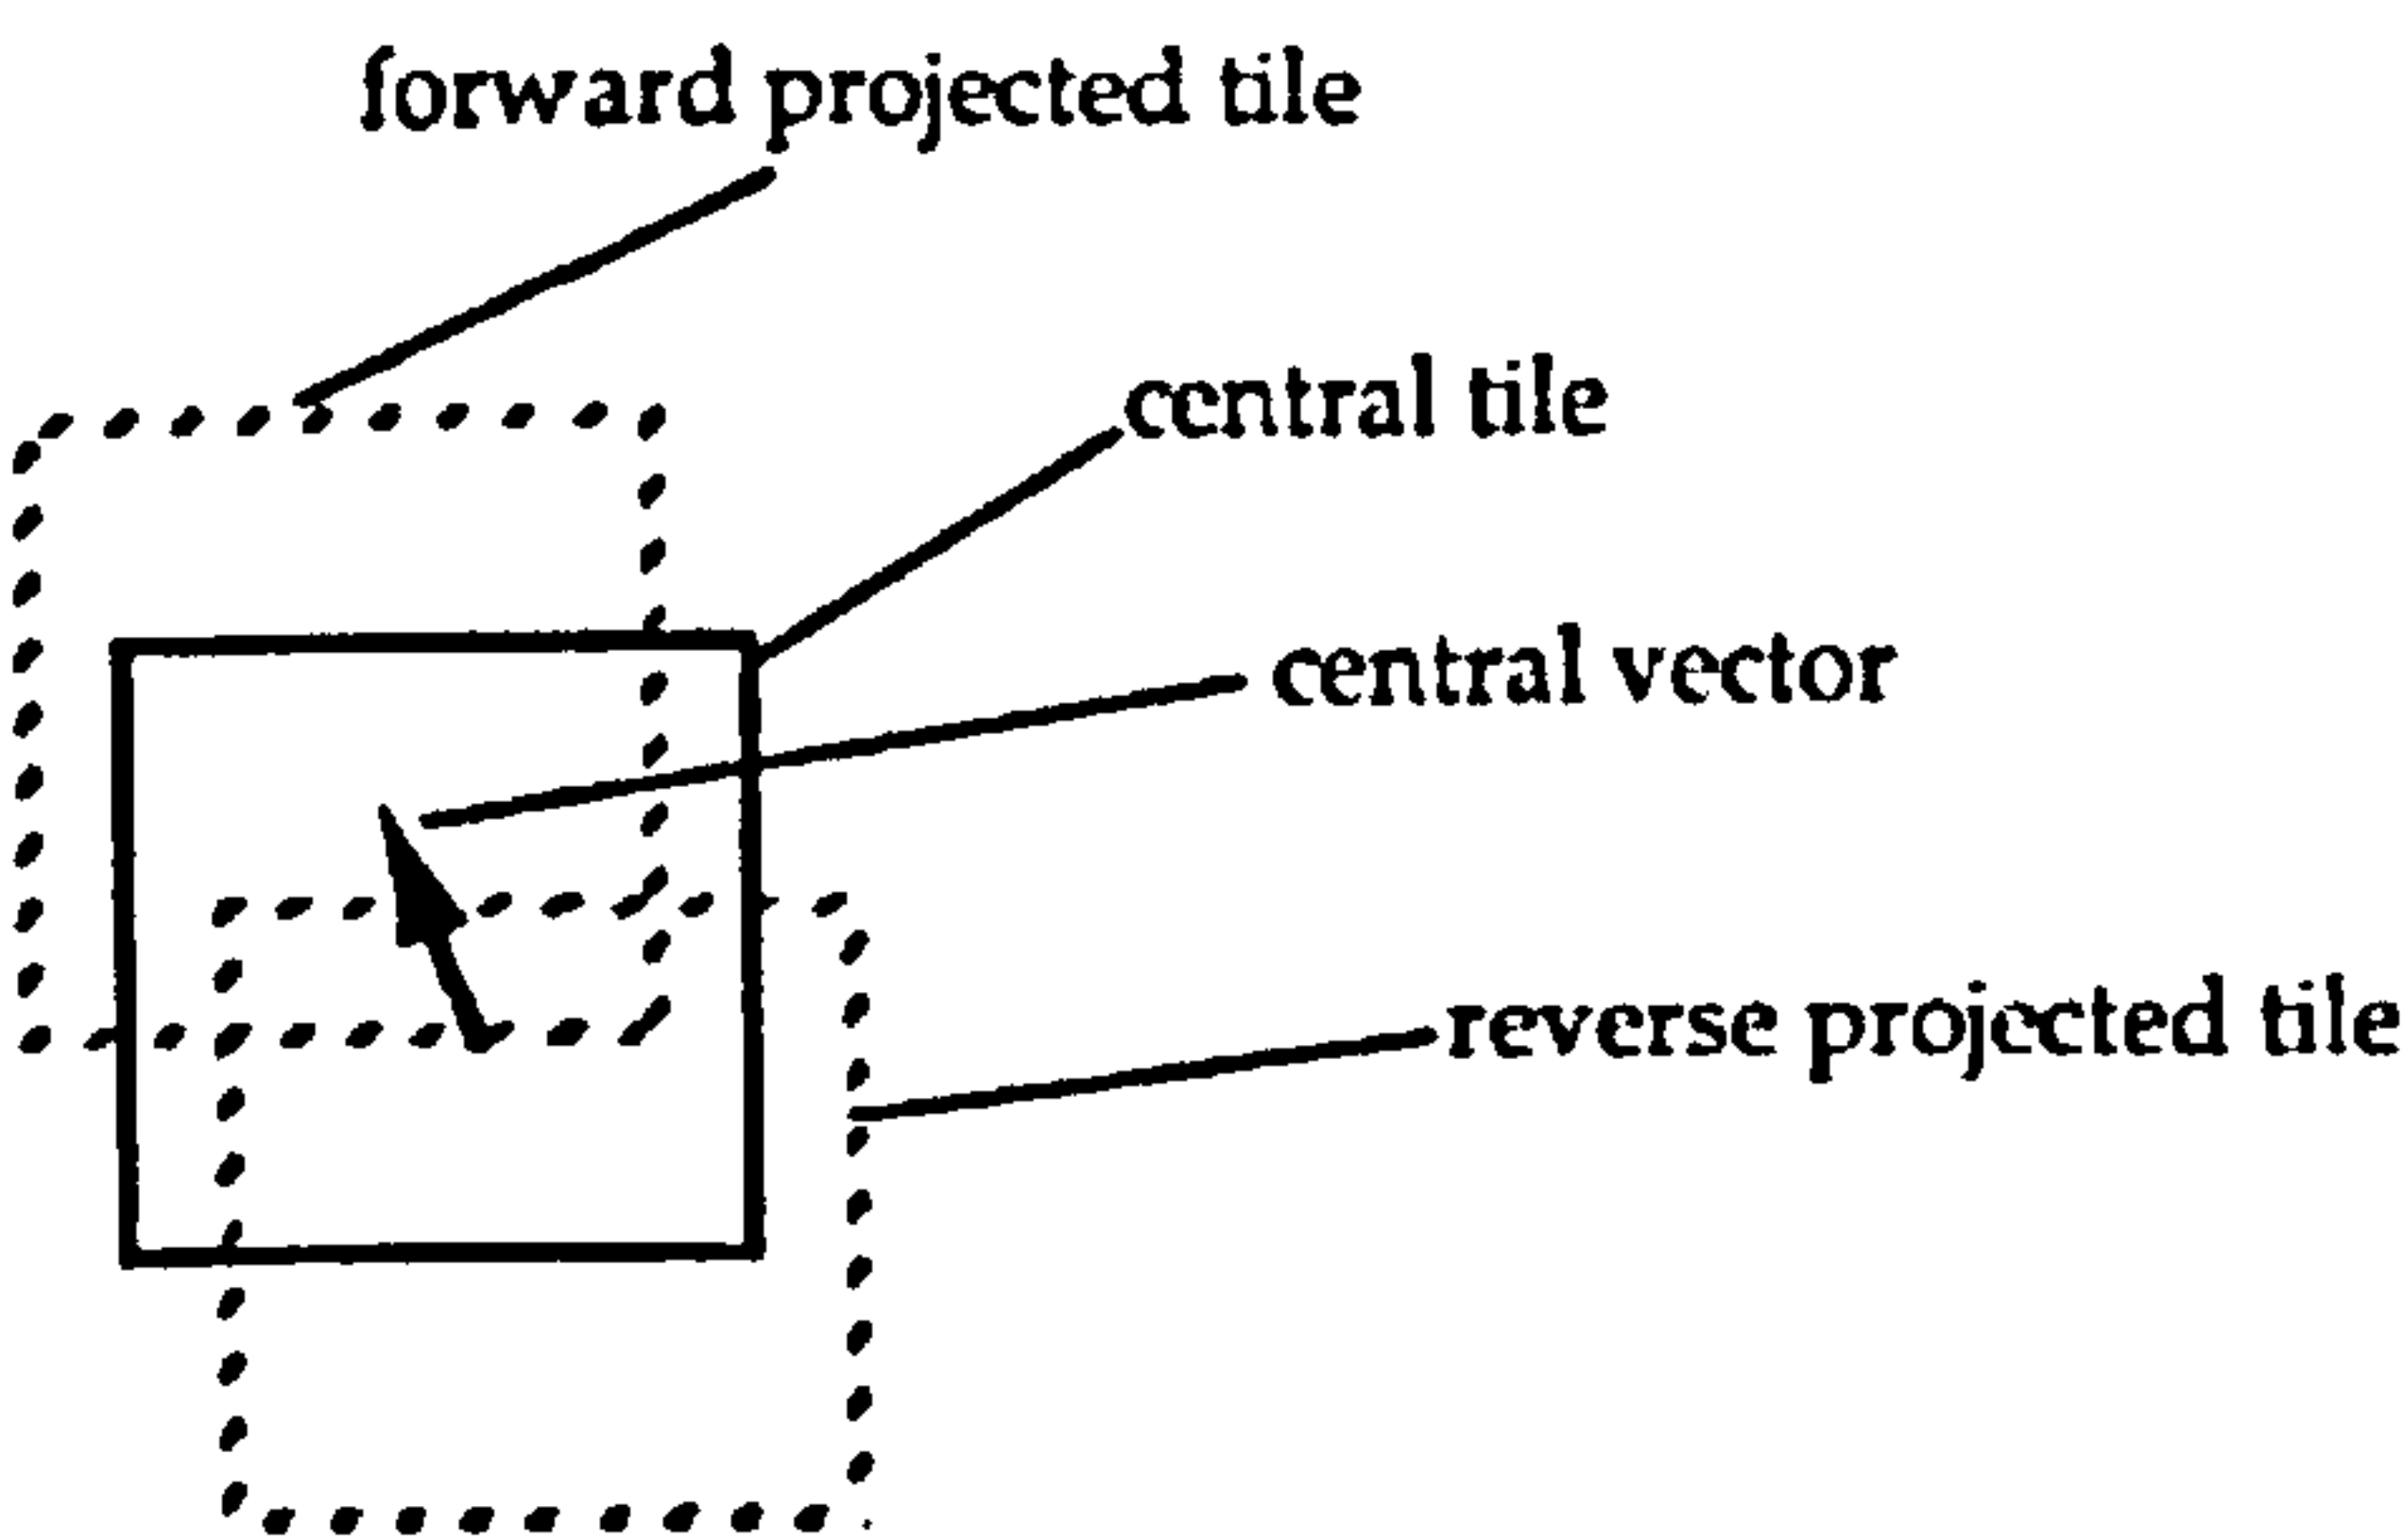 forward projected tile
central tile
central vector
reverse projected tile